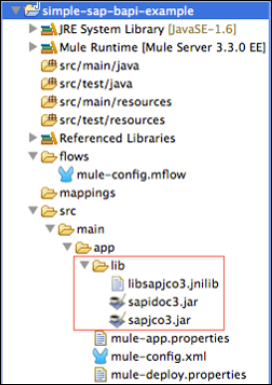 simple-sap-bapi-example
JRE System Library [JavaSE-1.6]
Mule Runtime [Mule Server 3.3.0 EE]
src/main/java
src/test/java
src/main/resources
src/test/resources
Referenced Libraries
flows
mule-config.mflow
mappings
src
main
app
lib
libsapjco3.jnilib
sapidoc3.jar
sapjco3.jar
mule-app.properties
mule-config.xml
mule-deploy.properties